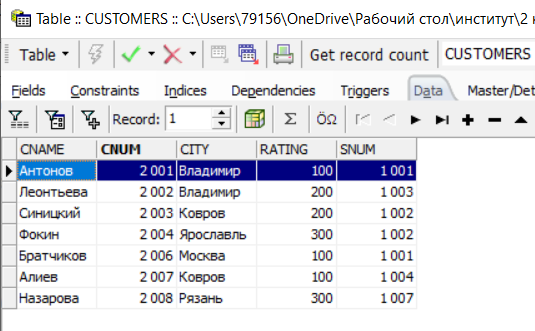 Table :: CUSTOMERS :: C:\Users\79156\OneDrive\Рабочий стол\институт\2
Table Get record count CUSTOMERS
Fields Constraints Indices Dependencies Triggers Data Master/Det
Record: 1 Σ ÖΩ
CNAME CNUM CITY RATING SNUM
Антонов 2 001 Владимир 100 1 001
Леонтьева 2 002 Владимир 200 1 003
Синицкий 2 003 Ковров 200 1 002
Фокин 2 004 Ярославль 300 1 002
Братчиков 2 006 Москва 100 1 001
Алиев 2 007 Ковров 100 1 004
Назарова 2 008 Рязань 300 1 007